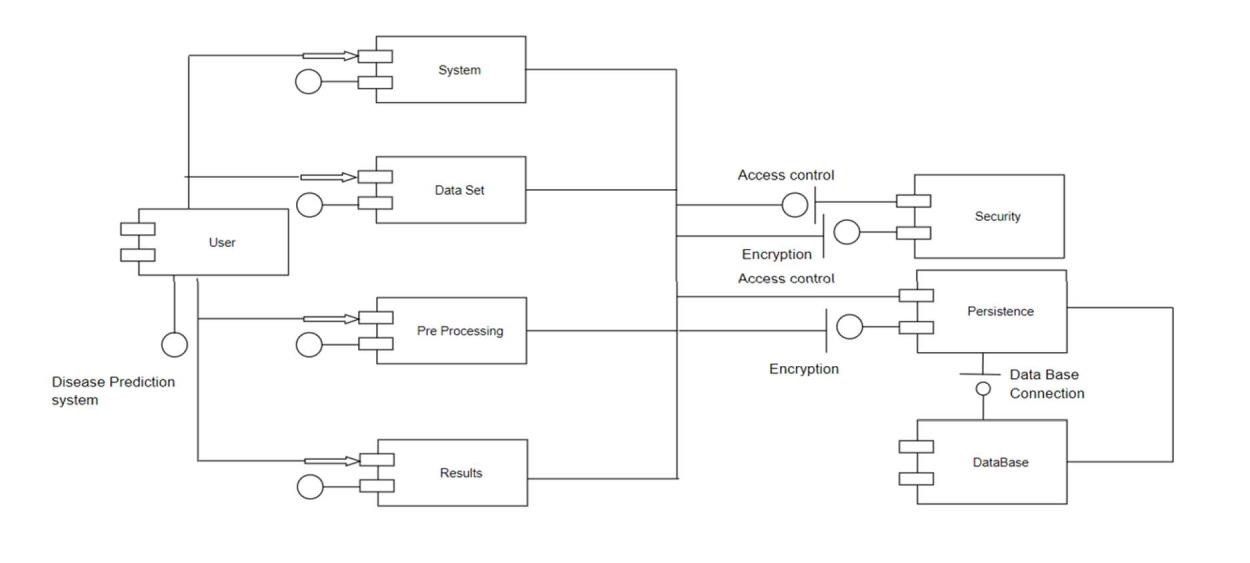 System
Data Set
User
Disease Prediction
system
Pre Processing
Results
Access control
Encryption
Access control
Encryption
Security
Persistence
Data Base
Connection
DataBase